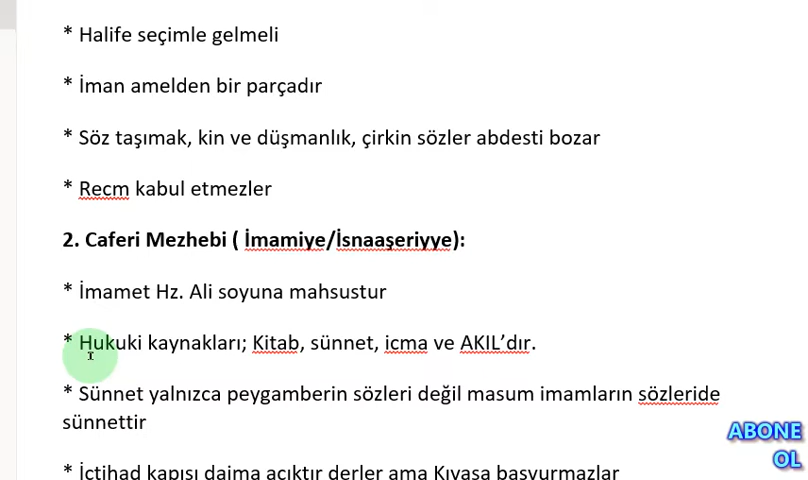 * Halife seçimle gelmeli
* İman amelden bir parçadır
* Söz taşımak, kin ve düşmanlık, çirkin sözler abdesti bozar
* Recm kabul etmezler
2. Caferi Mezhebi ( İmamiye/İsnaaşeriyye):
* İmamet Hz. Ali soyuna mahsustur
* Hukuki kaynakları; Kitab, sünnet, icma ve AKIL’dır.
* Sünnet yalnızca peygamberin sözleri değil masum imamların sözleride
sünnettir
ABONE
OL
* İctihad kapısı daima açıktır derler ama Kıyasa başvurmazlar